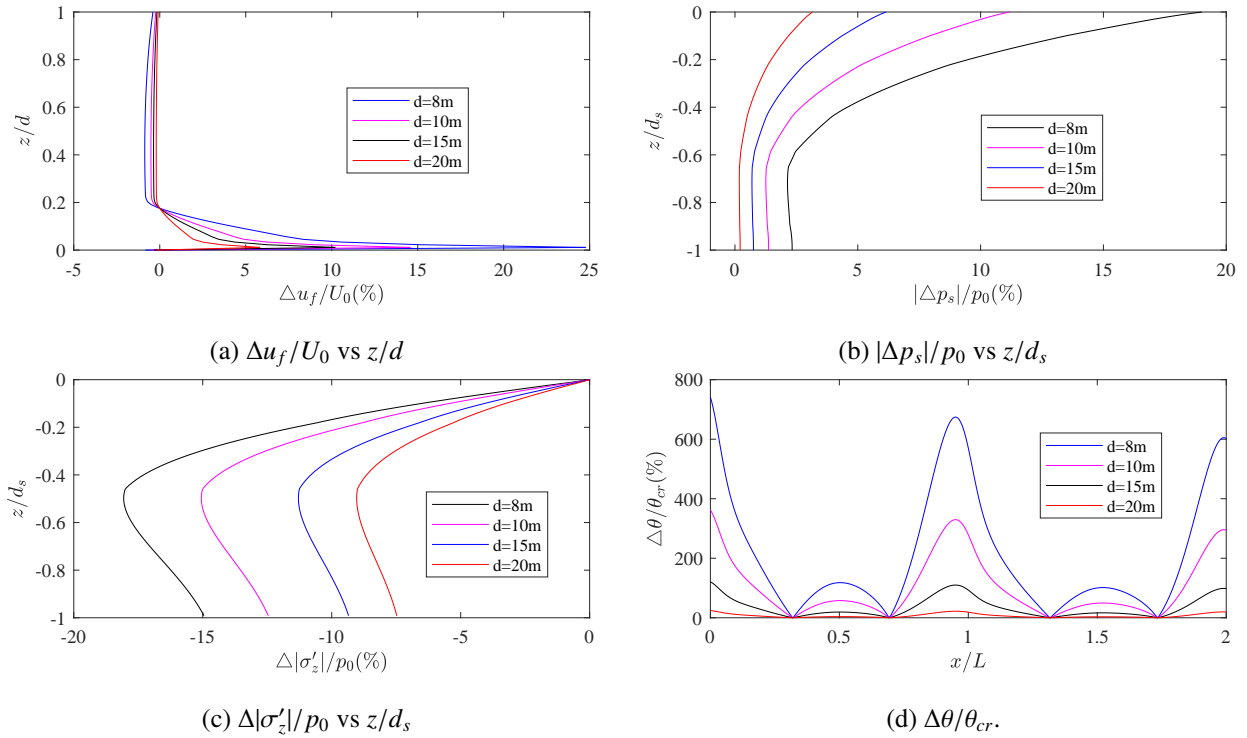 1
0.8
0.6
0.4
0.2
0
z/d
d=8m
d=10m
d=15m
d=20m
-5 0 5 10 15 20 25
△u_f/U_0(%)
(a) Δu_f/U_0 vs z/d
0
-0.2
-0.4
-0.6
-0.8
-1
z/d_s
d=8m
d=10m
d=15m
d=20m
0 5 10 15 20
|△p_s|/p_0(%)
(b) |Δp_s|/p_0 vs z/d_s
0
-0.2
-0.4
-0.6
-0.8
-1
z/d_s
d=8m
d=10m
d=15m
d=20m
-20 -15 -10 -5 0
△|σ′_z|/p_0(%)
(c) Δ|σ′_z|/p_0 vs z/d_s
800
600
400
200
0
△θ/θ_cr(%)
d=8m
d=10m
d=15m
d=20m
0 0.5 1 1.5 2
x/L
(d) Δθ/θ_cr.